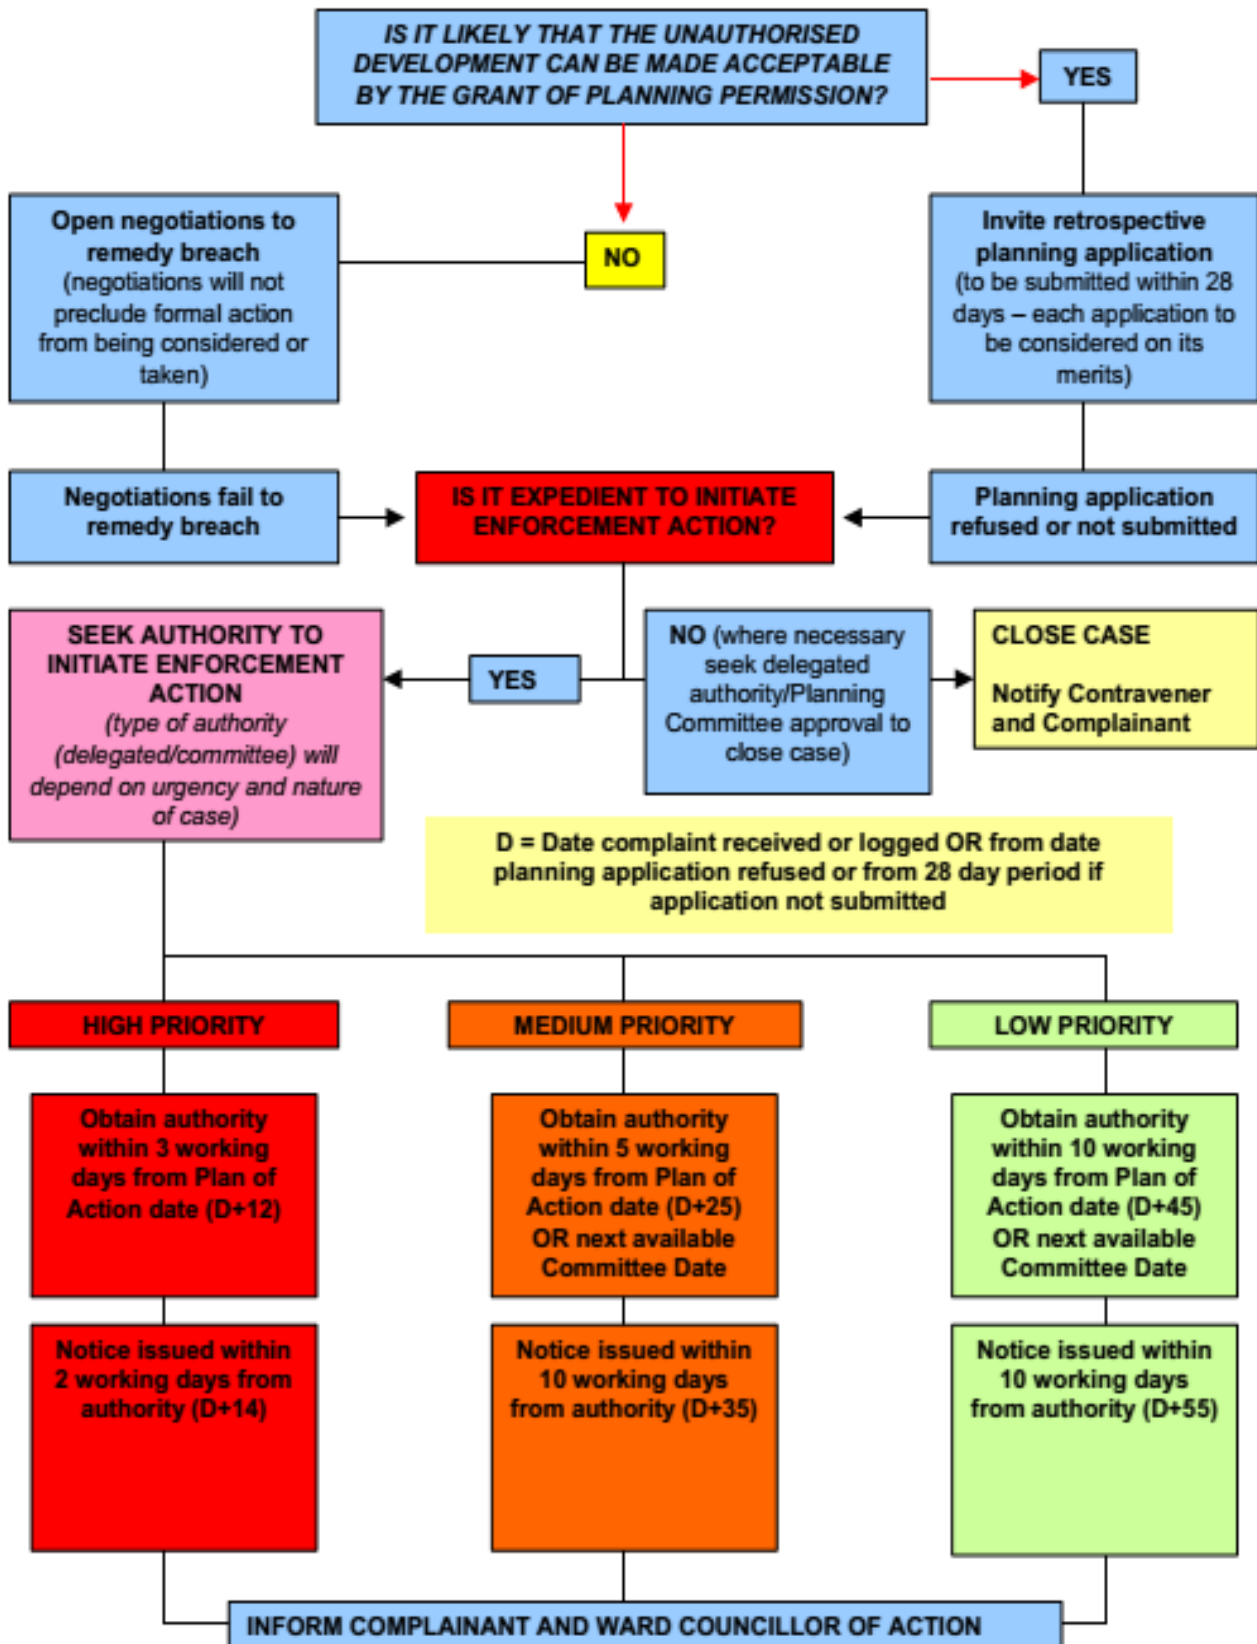 IS IT LIKELY THAT THE UNAUTHORISED
DEVELOPMENT CAN BE MADE ACCEPTABLE
BY THE GRANT OF PLANNING PERMISSION?
YES
NO
Open negotiations to
remedy breach
(negotiations will not
preclude formal action
from being considered or
taken)
Invite retrospective
planning application
(to be submitted within 28
days – each application to
be considered on its
merits)
Negotiations fail to
remedy breach
IS IT EXPEDIENT TO INITIATE
ENFORCEMENT ACTION?
Planning application
refused or not submitted
SEEK AUTHORITY TO
INITIATE ENFORCEMENT
ACTION
(type of authority
(delegated/committee) will
depend on urgency and nature
of case)
YES
NO (where necessary
seek delegated
authority/Planning
Committee approval to
close case)
CLOSE CASE
Notify Contravener
and Complainant
D = Date complaint received or logged OR from date
planning application refused or from 28 day period if
application not submitted
HIGH PRIORITY
MEDIUM PRIORITY
LOW PRIORITY
Obtain authority
within 3 working
days from Plan of
Action date (D+12)
Obtain authority
within 5 working
days from Plan of
Action date (D+25)
OR next available
Committee Date
Obtain authority
within 10 working
days from Plan of
Action date (D+45)
OR next available
Committee Date
Notice issued within
2 working days from
authority (D+14)
Notice issued within
10 working days
from authority (D+35)
Notice issued within
10 working days
from authority (D+55)
INFORM COMPLAINANT AND WARD COUNCILLOR OF ACTION